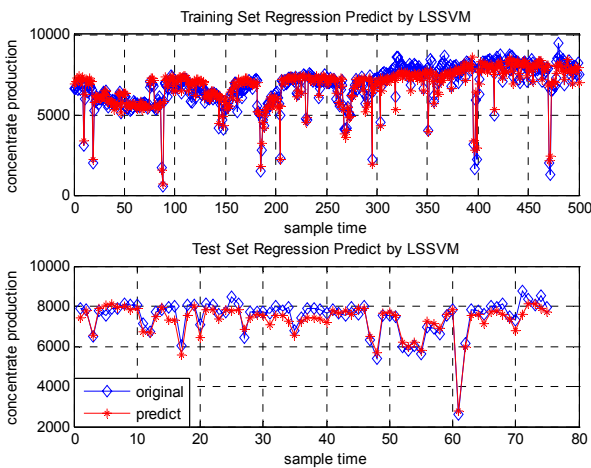 Training Set Regression Predict by LSSVM
10000
5000
0
concentrate production
0 50 100 150 200 250 300 350 400 450 500
sample time
Test Set Regression Predict by LSSVM
10000
8000
6000
4000
2000
concentrate production
original
predict
0 10 20 30 40 50 60 70 80
sample time